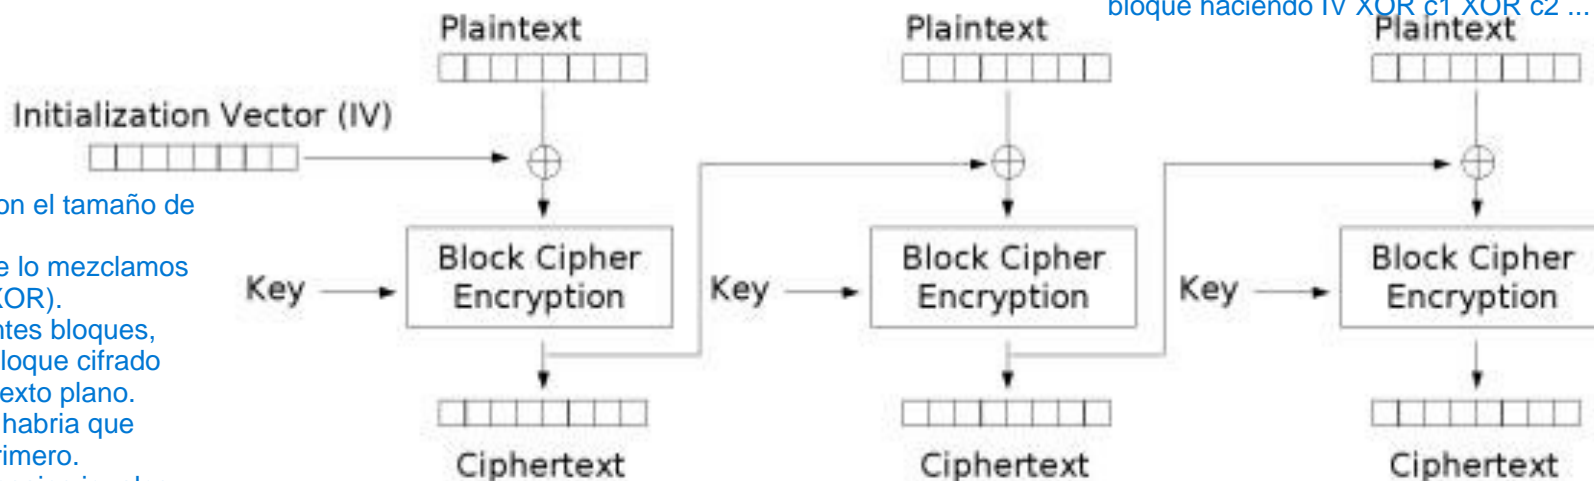 bloque haciendo IV XOR c1 XOR c2 ...
Plaintext
Plaintext
Plaintext
Initialization Vector (IV)
on el tamaño de
e lo mezclamos
XOR).
ntes bloques,
loque cifrado
exto plano.
habria que
rimero.
Key
Block Cipher
Encryption
Key
Block Cipher
Encryption
Key
Block Cipher
Encryption
Ciphertext
Ciphertext
Ciphertext